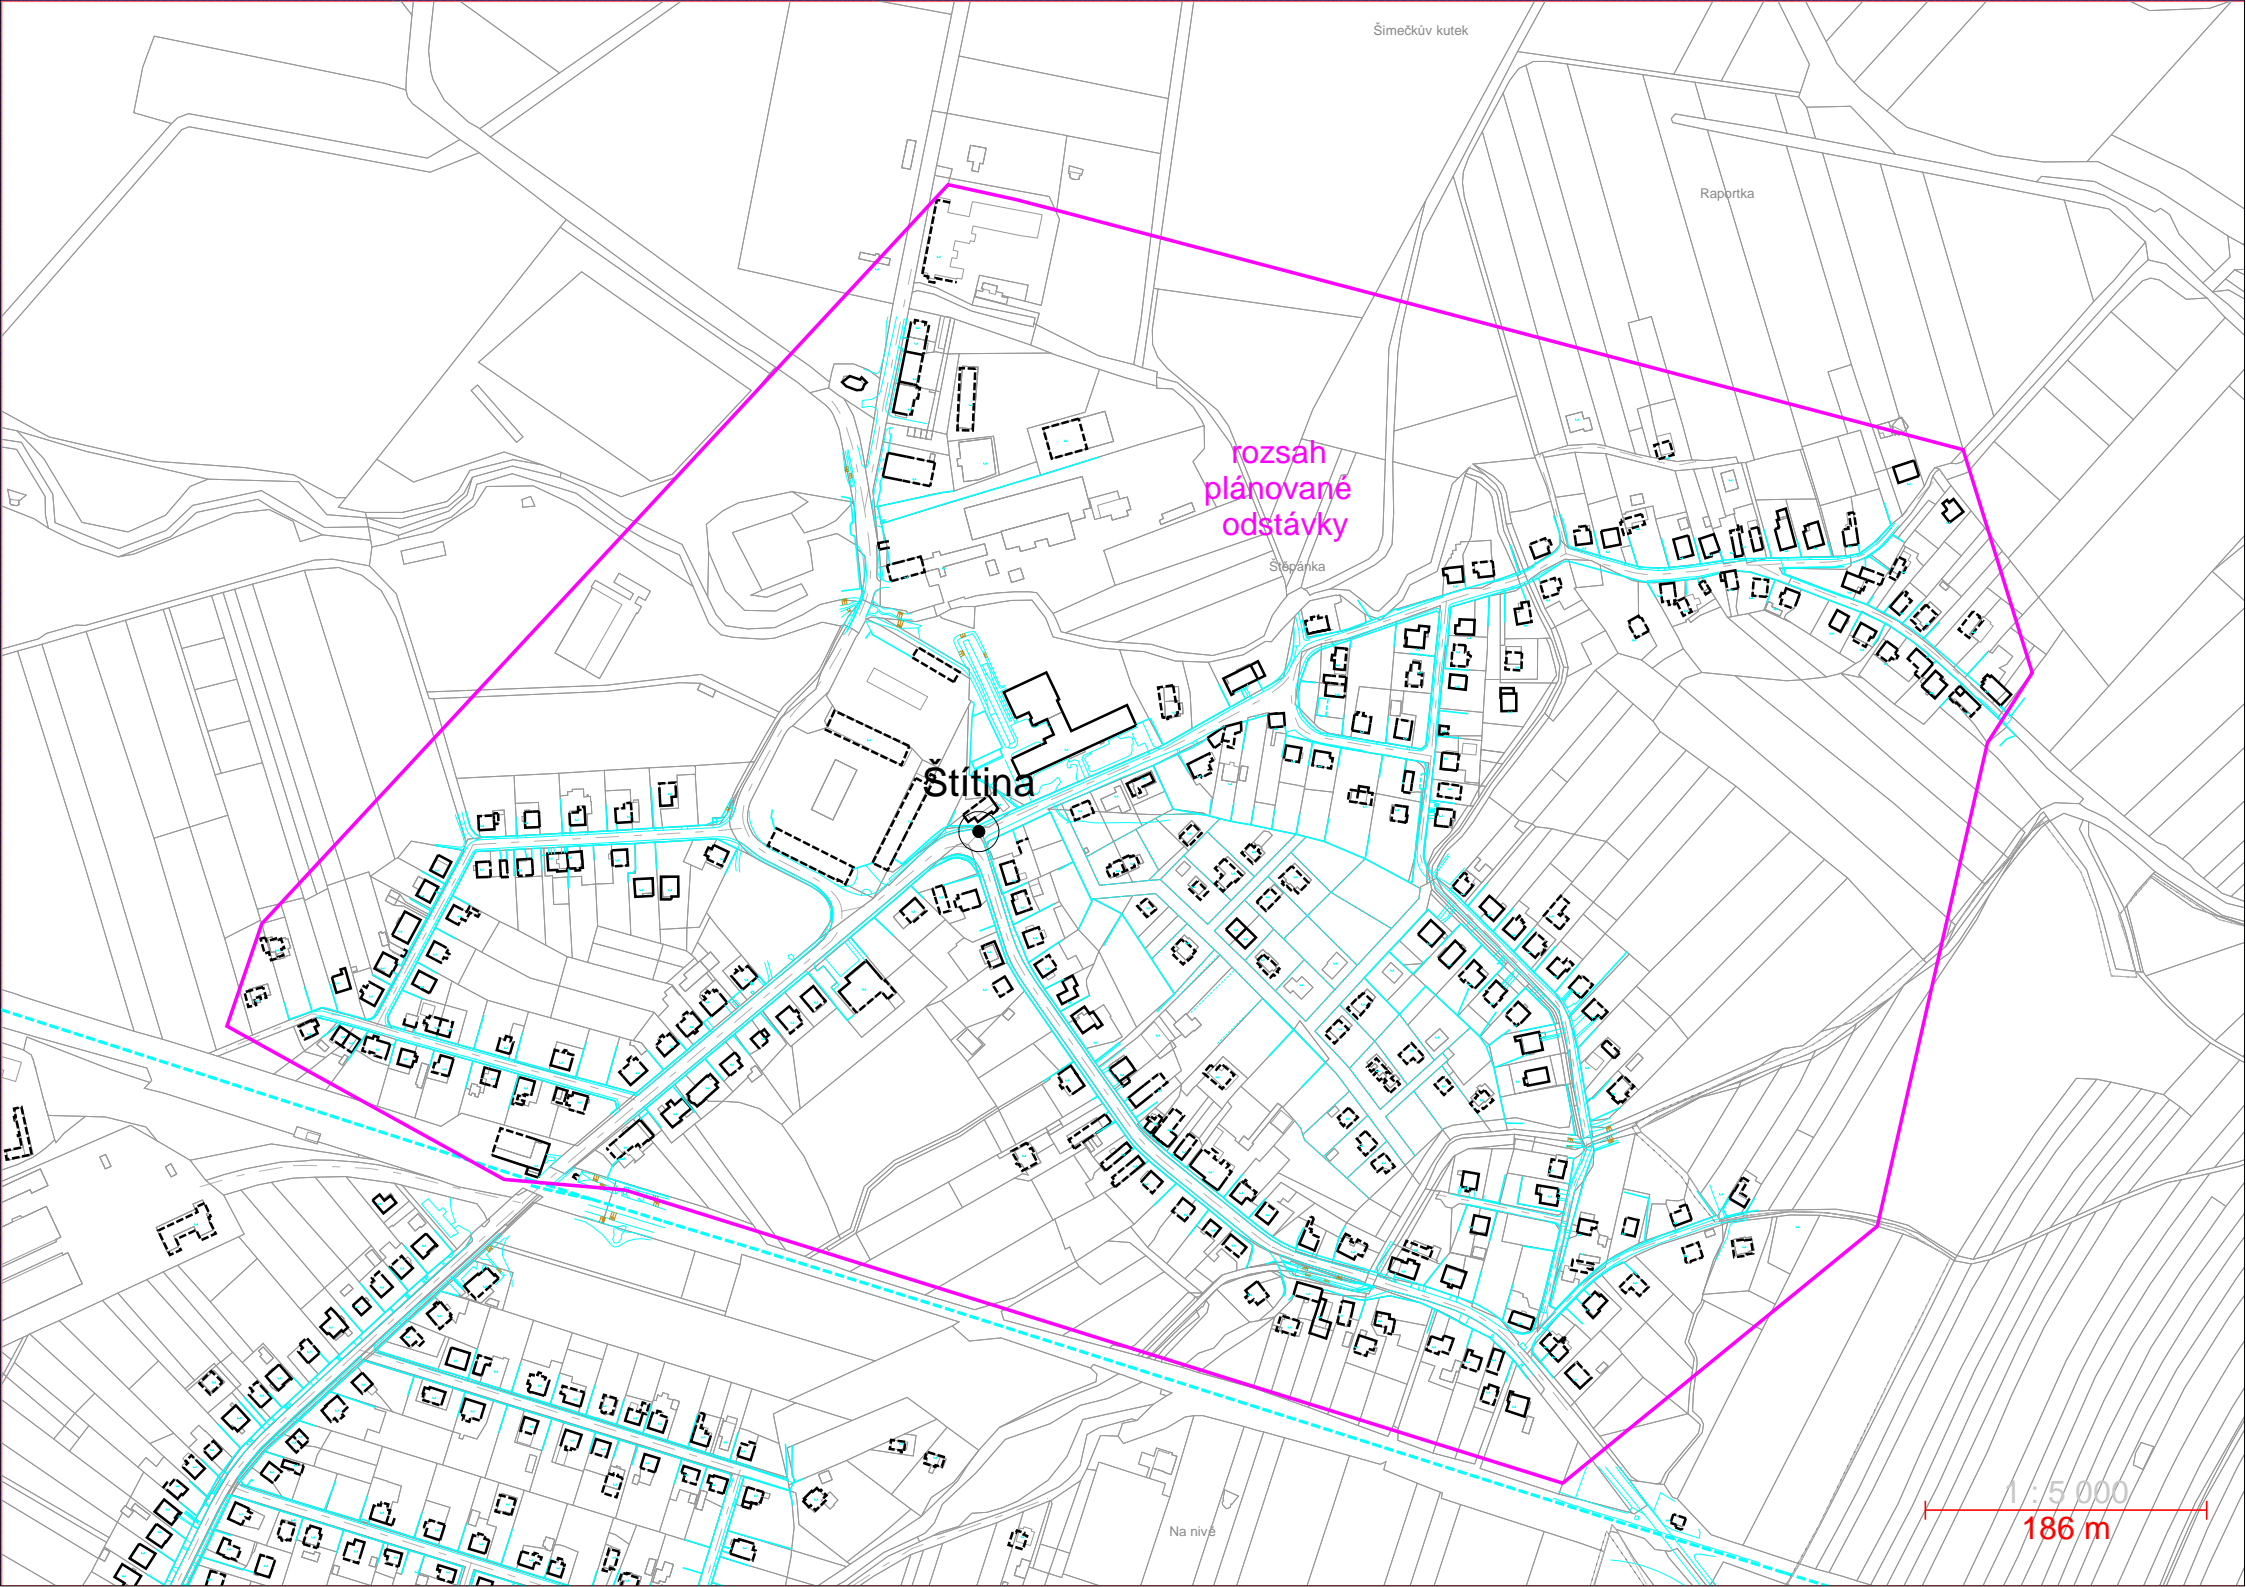 Šimečkův kutek
Raportka
rozsah
plánované
odstávky
Štěpánka
Štítina
1 : 5 000
186 m
Na nivě